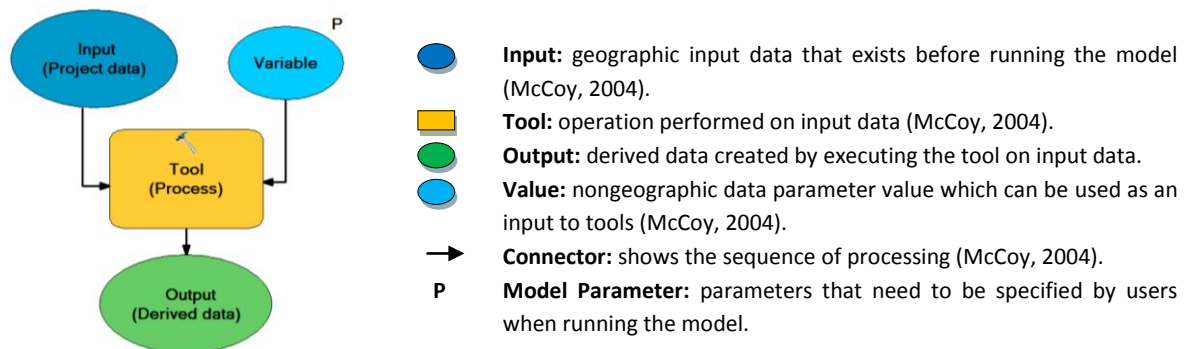 P
Input
(Project data)
Variable
Tool
(Process)
Output
(Derived data)
Input: geographic input data that exists before running the model
(McCoy, 2004).
Tool: operation performed on input data (McCoy, 2004).
Output: derived data created by executing the tool on input data.
Value: nongeographic data parameter value which can be used as an
input to tools (McCoy, 2004).
Connector: shows the sequence of processing (McCoy, 2004).
P Model Parameter: parameters that need to be specified by users
when running the model.